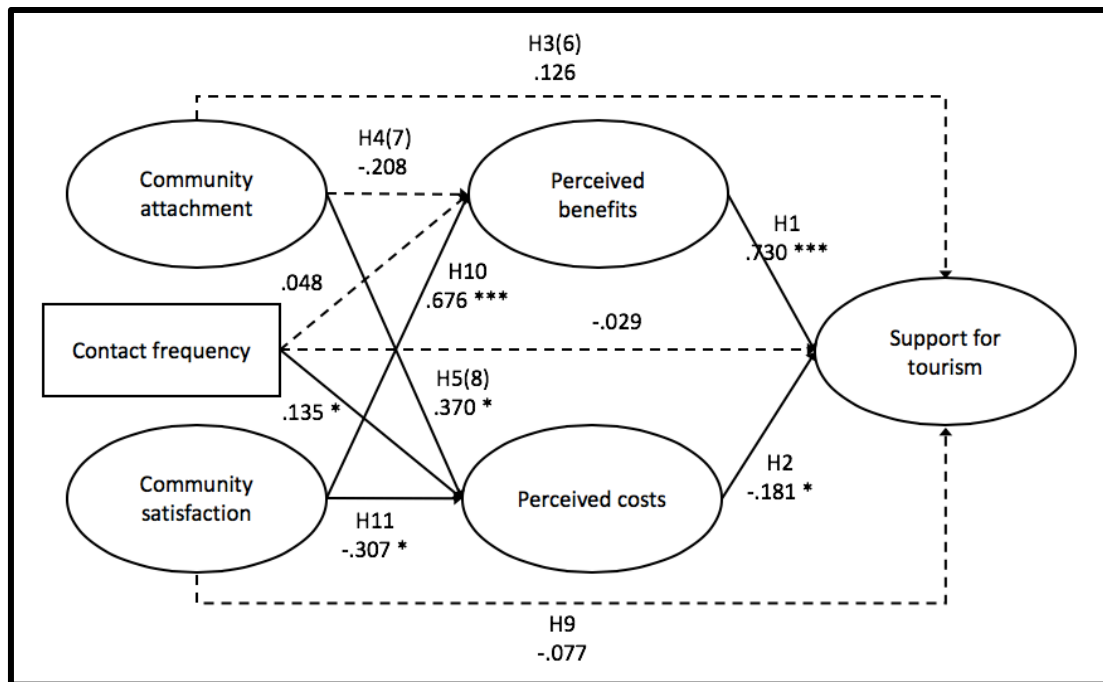 H3(6)
.126
H4(7)
-.208
Community
attachment
Perceived
benefits
H1
.730 ***
.048
H10
.676 ***
-.029
Contact frequency
Support for
tourism
H5(8)
.370 *
.135 *
Community
satisfaction
Perceived costs
H2
-.181 *
H11
-.307 *
H9
-.077